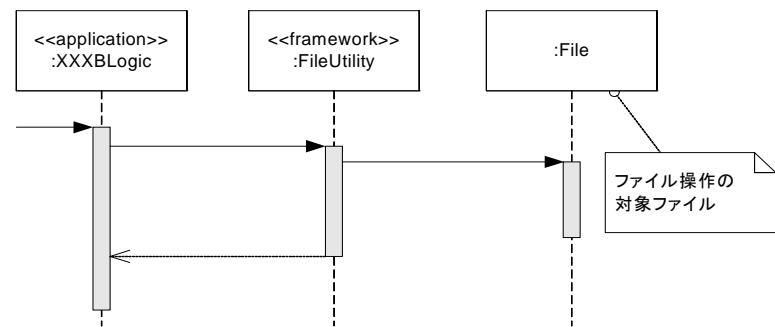 <<application>>
:XXXBLogic
<<framework>>
:FileUtility
:File
ファイル操作の
対象ファイル